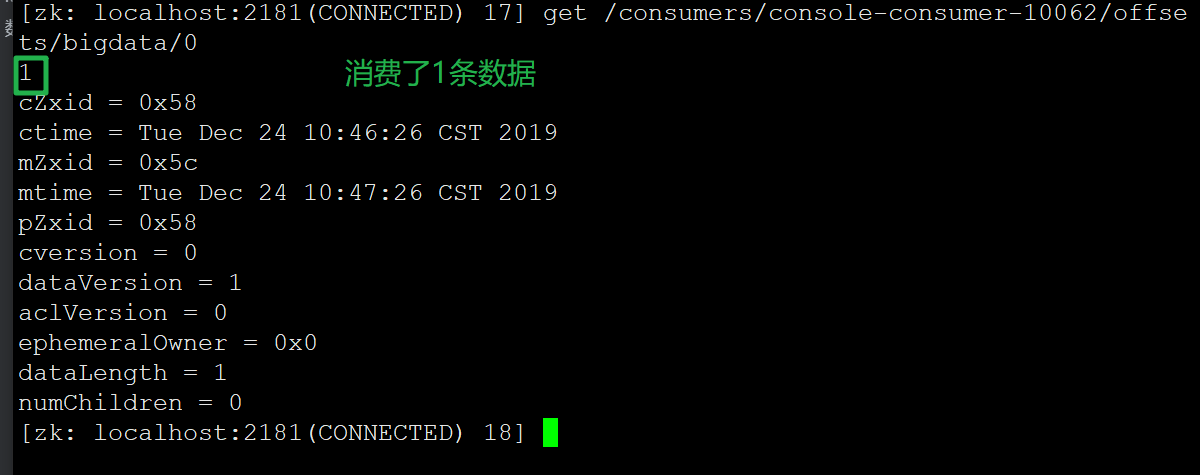 [zk: localhost:2181(CONNECTED) 17] get /consumers/console-consumer-10062/offse
ts/bigdata/0
1 消费了1条数据
cZxid = 0x58
ctime = Tue Dec 24 10:46:26 CST 2019
mZxid = 0x5c
mtime = Tue Dec 24 10:47:26 CST 2019
pZxid = 0x58
cversion = 0
dataVersion = 1
aclVersion = 0
ephemeralOwner = 0x0
dataLength = 1
numChildren = 0
[zk: localhost:2181(CONNECTED) 18]